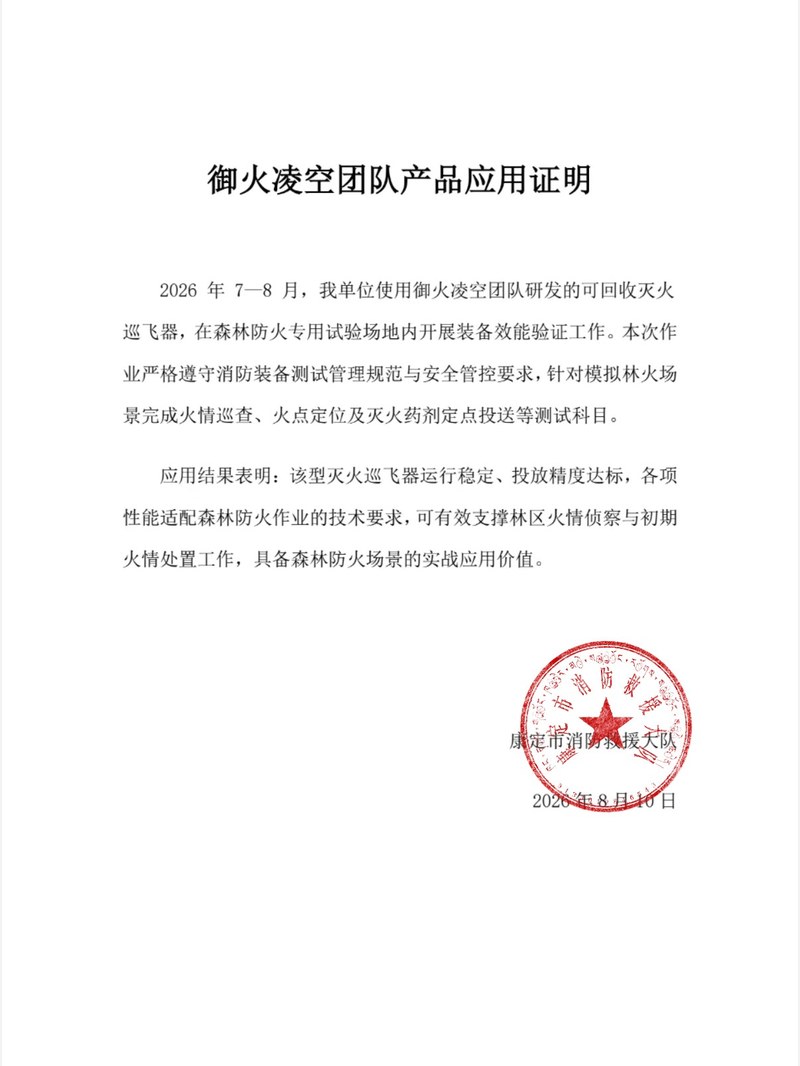 御火凌空团队产品应用证明
2026 年 7—8 月，我单位使用御火凌空团队研发的可回收灭火
巡飞器，在森林防火专用试验场地内开展装备效能验证工作。本次作
业严格遵守消防装备测试管理规范与安全管控要求，针对模拟林火场
景完成火情巡查、火点定位及灭火药剂定点投送等测试科目。
应用结果表明：该型灭火巡飞器运行稳定、投放精度达标，各项
性能适配森林防火作业的技术要求，可有效支撑林区火情侦察与初期
火情处置工作，具备森林防火场景的实战应用价值。
康定市消防救援大队
康定市消防救援大队
2026 年 8 月 10 日